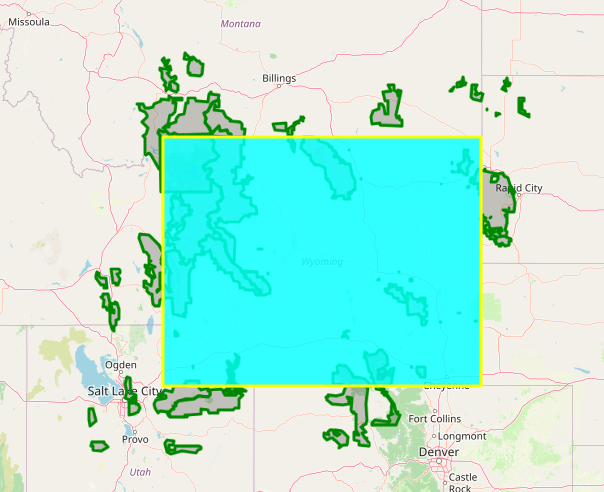 Missoula
Montana
Billings
Rapid City
Wyoming
Ogden
Cheyenne
Salt Lake City
Fort Collins
Provo
Longmont
Denver
Utah
Castle
Rock